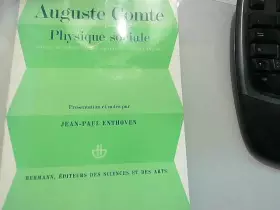 Auguste Comte
Physique sociale
Présentation et notes par
JEAN-PAUL ENTHOVEN
HERMANN, ÉDITEURS DES SCIENCES ET DES ARTS